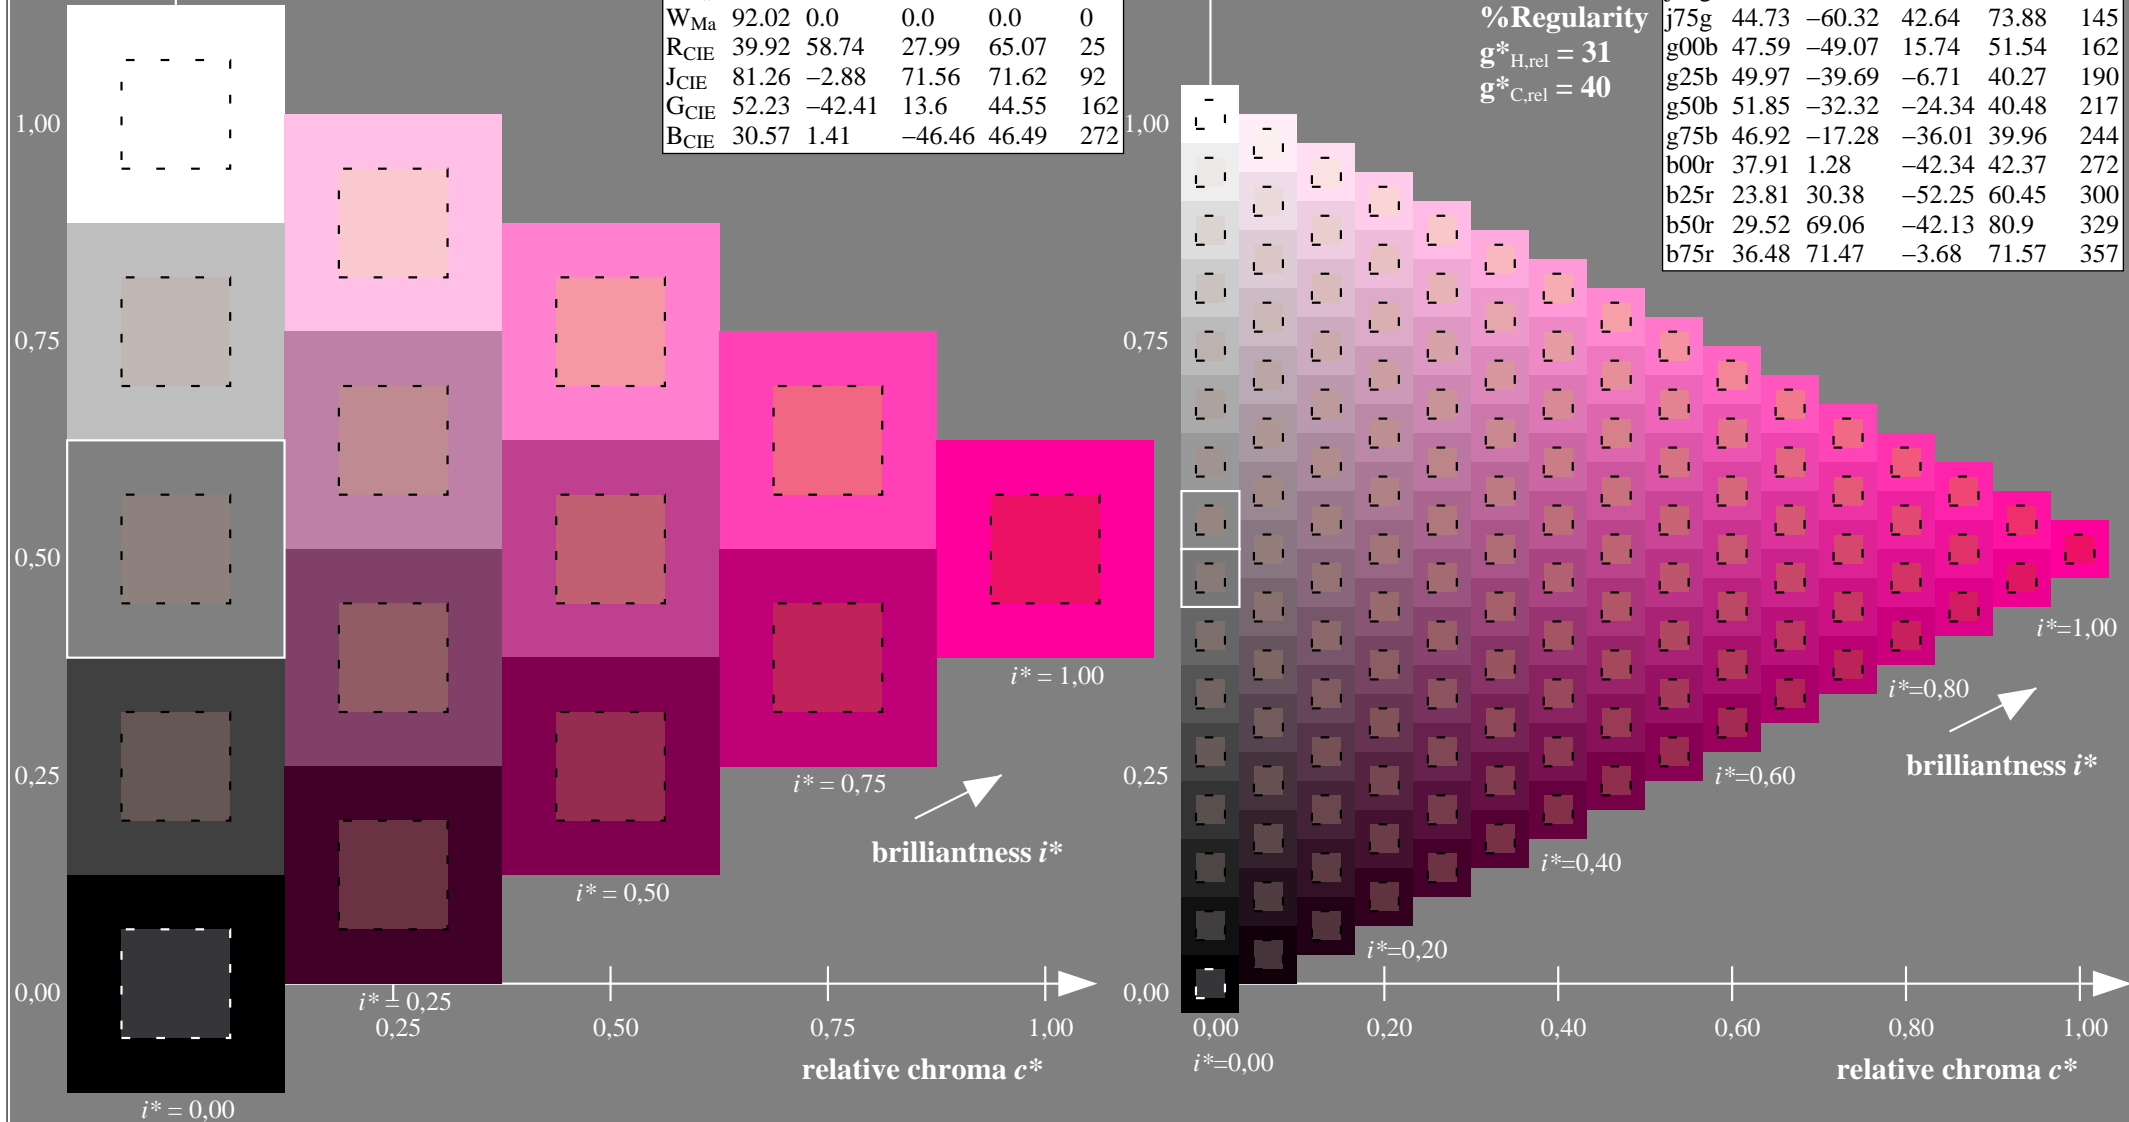 W_Ma 92.02 0.0 0.0 0.0 0
R_CIE 39.92 58.74 27.99 65.07 25
J_CIE 81.26 −2.88 71.56 71.62 92
G_CIE 52.23 −42.41 13.6 44.55 162
B_CIE 30.57 1.41 −46.46 46.49 272
%Regularity
g*_H,rel = 31
g*_C,rel = 40
j75g 44.73 −60.32 42.64 73.88 145
g00b 47.59 −49.07 15.74 51.54 162
g25b 49.97 −39.69 −6.71 40.27 190
g50b 51.85 −32.32 −24.34 40.48 217
g75b 46.92 −17.28 −36.01 39.96 244
b00r 37.91 1.28 −42.34 42.37 272
b25r 23.81 30.38 −52.25 60.45 300
b50r 29.52 69.06 −42.13 80.9 329
b75r 36.48 71.47 −3.68 71.57 357
1,00
0,75
0,50
0,25
0,00
i* = 1,00
i* = 0,75
brilliantness i*
i* = 0,50
i* = 0,25
0,25 0,50 0,75 1,00
relative chroma c*
i* = 0,00
1,00
0,75
0,25
0,00
i*=1,00
i*=0,80
brilliantness i*
i*=0,60
i*=0,40
i*=0,20
0,00 0,20 0,40 0,60 0,80 1,00
i*=0,00
relative chroma c*